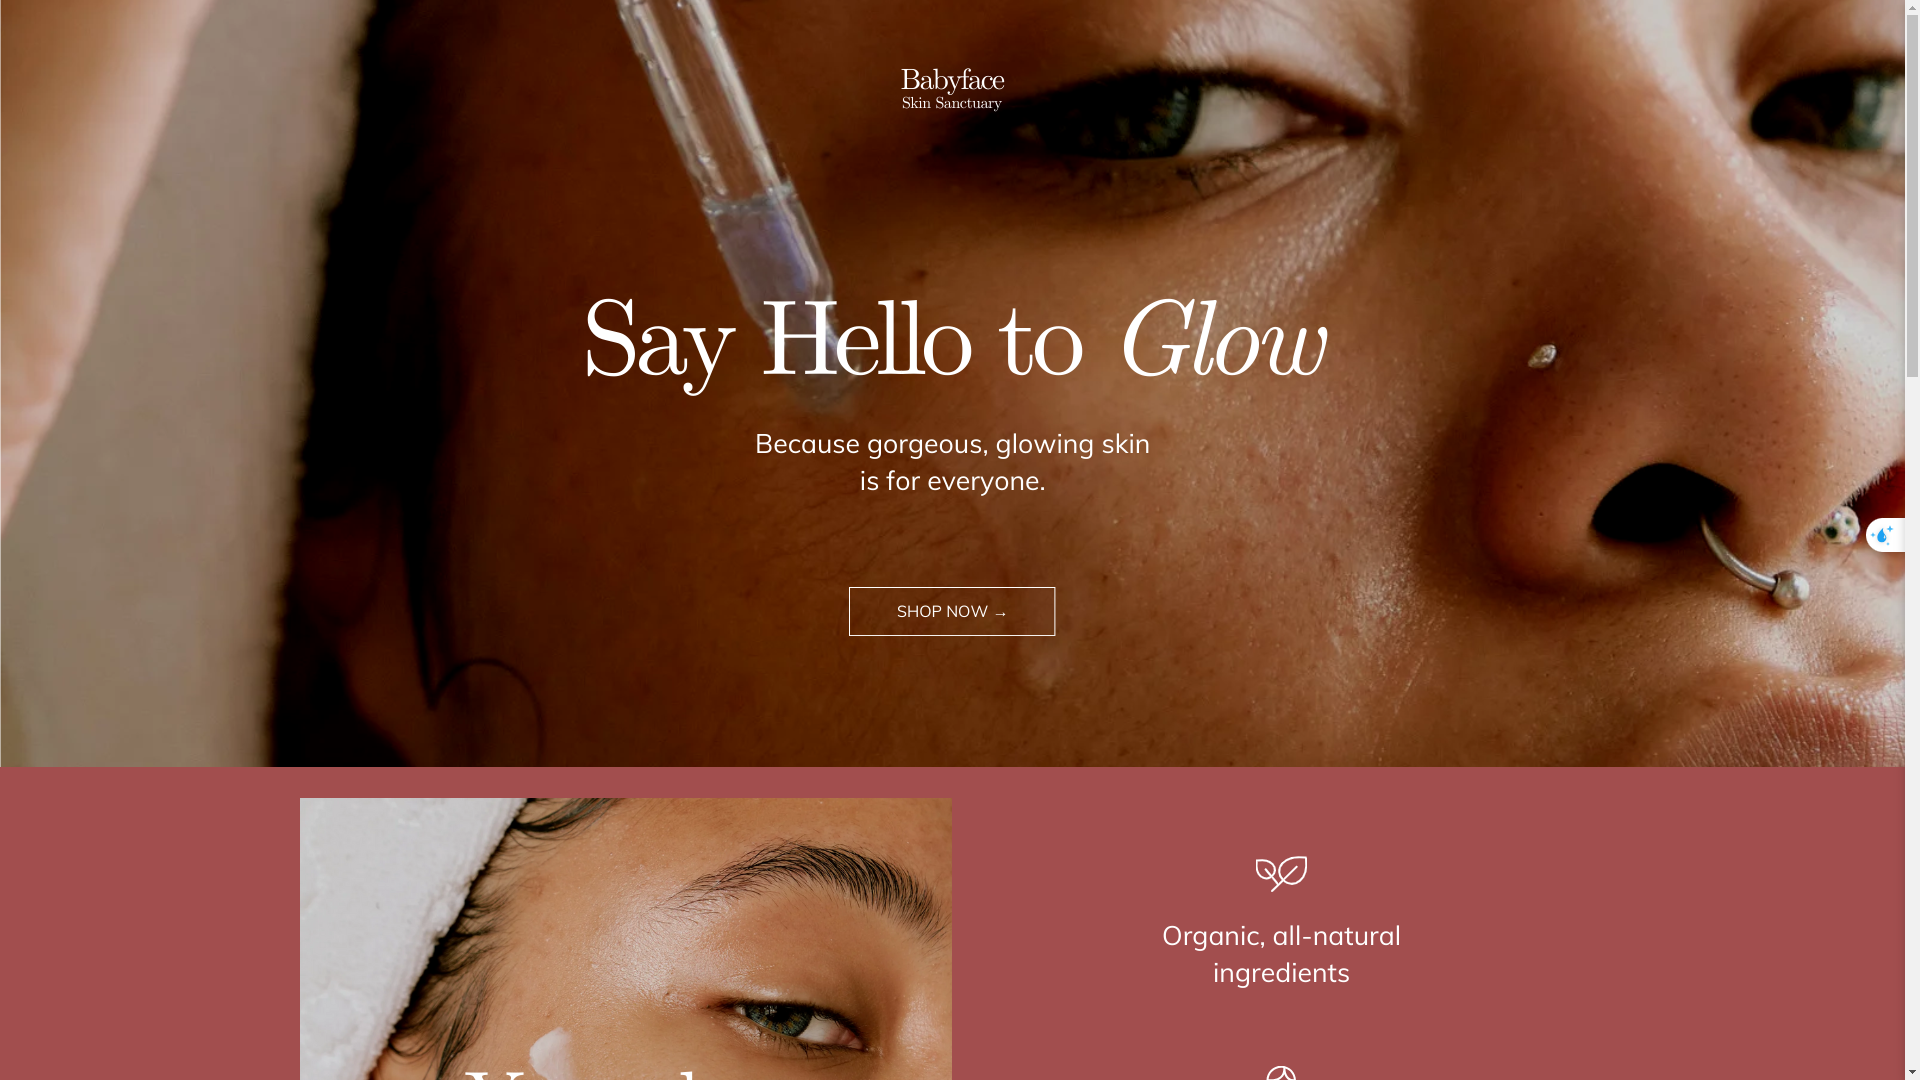 Babyface
Skin Sanctuary
Say Hello to Glow
Because gorgeous, glowing skin
is for everyone.
SHOP NOW →
Organic, all-natural
ingredients